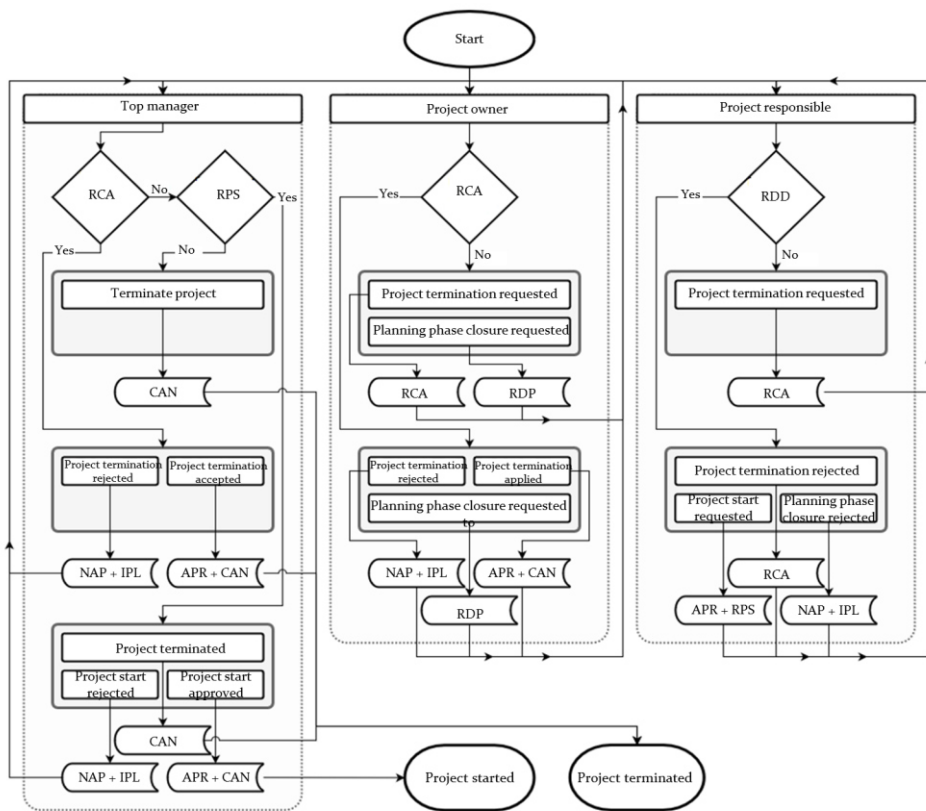 Start
Top manager
Project owner
Project responsible
RCA
No
RPS
Yes
Yes
No
Terminate project
CAN
Project termination
rejected
Project termination
accepted
NAP + IPL
APR + CAN
Project terminated
Project start
rejected
Project start
approved
CAN
NAP + IPL
APR + CAN
Yes
RCA
No
Project termination requested
Planning phase closure requested
RCA
RDP
Project termination
rejected
Project termination
applied
Planning phase closure requested
to
NAP + IPL
APR + CAN
RDP
Yes
RDD
No
Project termination requested
RCA
Project termination rejected
Project start
requested
Planning phase
closure rejected
RCA
APR + RPS
NAP + IPL
Project started
Project terminated